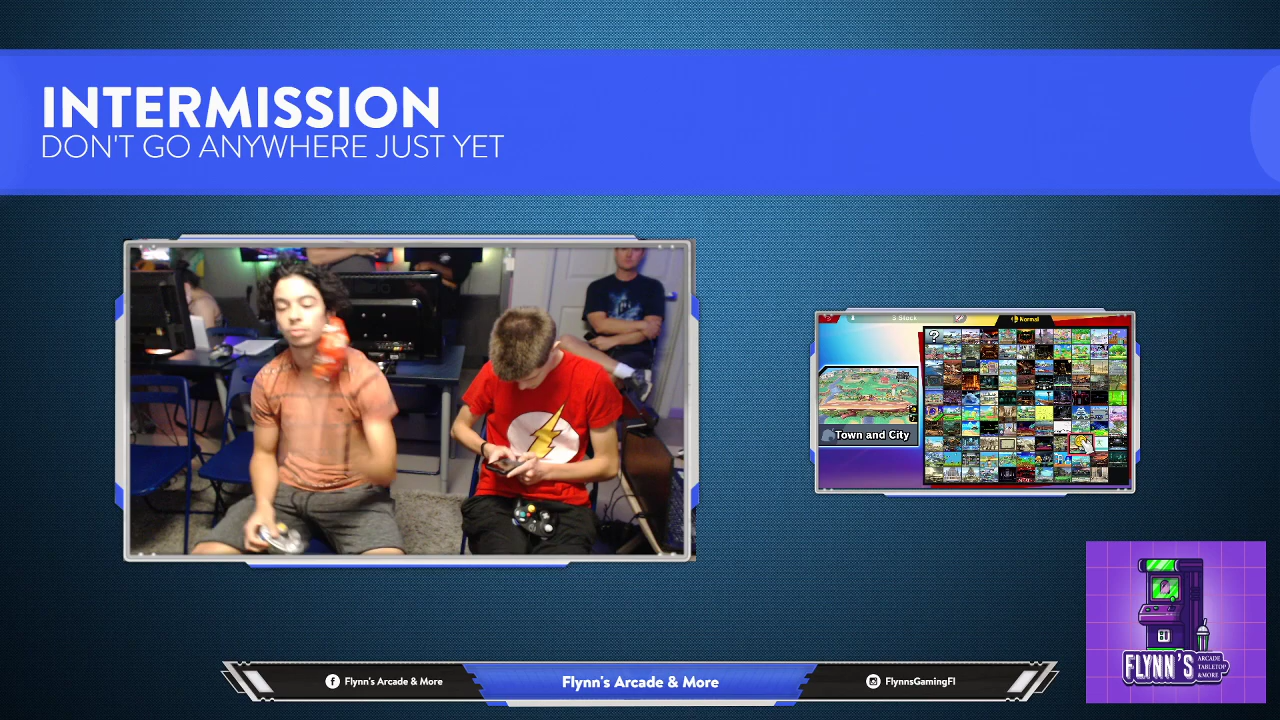 INTERMISSION
DON'T GO ANYWHERE JUST YET
3 Stock
Normal
?
Town and City
Flynn's Arcade & More
Flynn's Arcade & More
FlynnsGamingFl
FLYNN'S
ARCADE
TABLETOP
&MORE